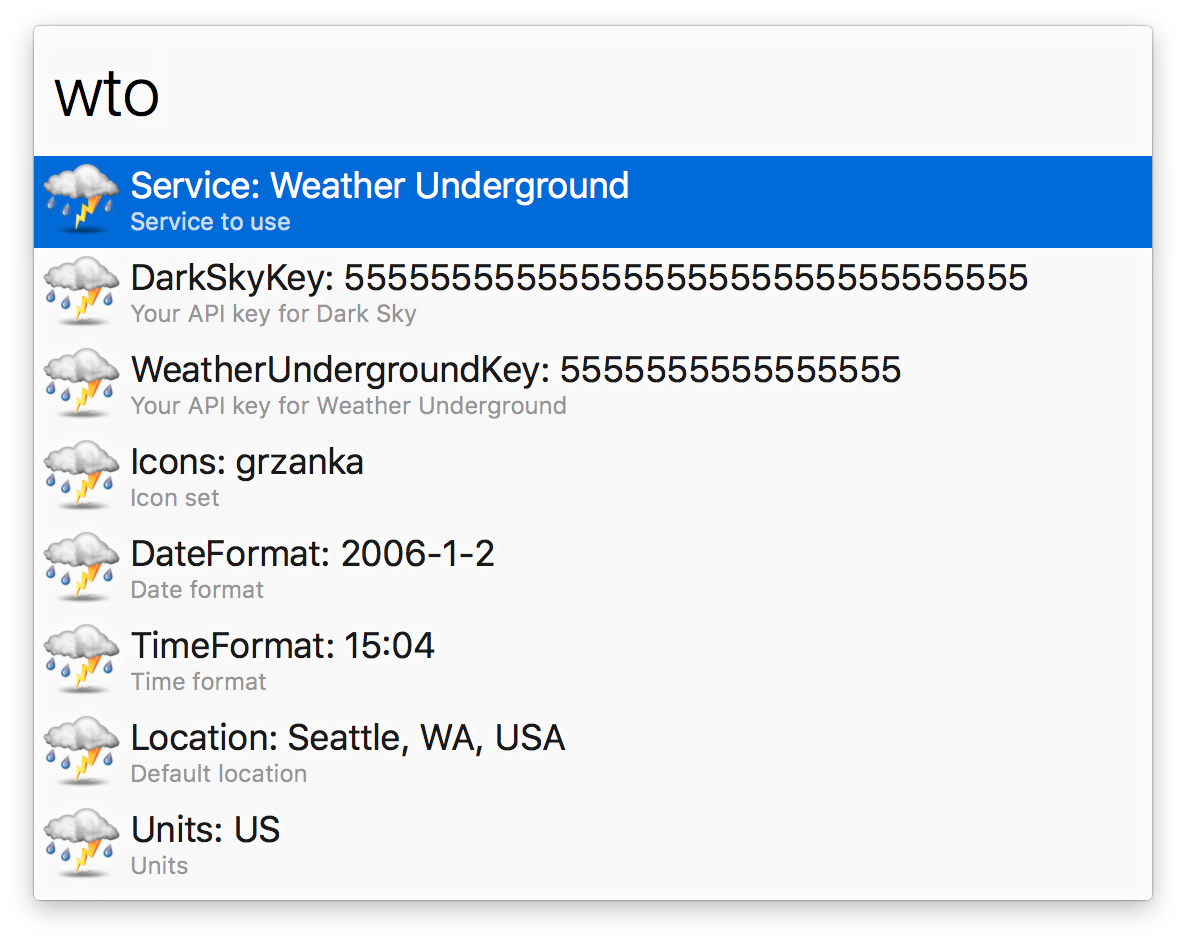 wto
Service: Weather Underground
Service to use
DarkSkyKey: 55555555555555555555555555555555
Your API key for Dark Sky
WeatherUndergroundKey: 5555555555555555
Your API key for Weather Underground
Icons: grzanka
Icon set
DateFormat: 2006-1-2
Date format
TimeFormat: 15:04
Time format
Location: Seattle, WA, USA
Default location
Units: US
Units